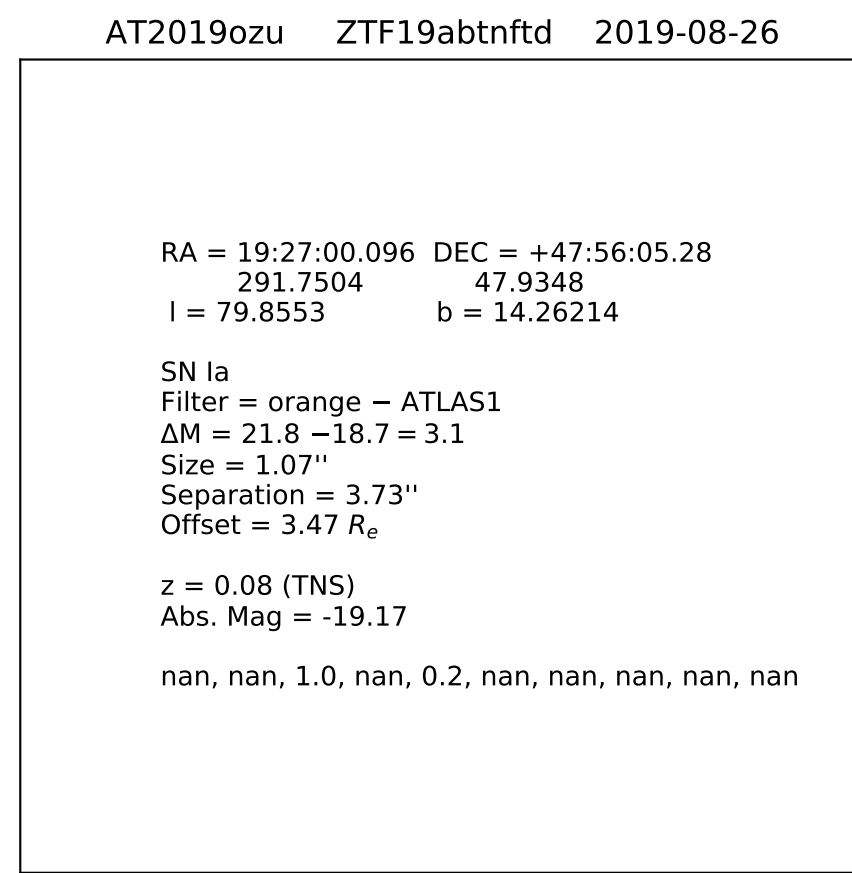 AT2019ozu ZTF19abtnftd 2019-08-26
RA = 19:27:00.096 DEC = +47:56:05.28
291.7504 47.9348
l = 79.8553 b = 14.26214
SN Ia
Filter = orange − ATLAS1
ΔM = 21.8 −18.7 = 3.1
Size = 1.07''
Separation = 3.73''
Offset = 3.47 Re
z = 0.08 (TNS)
Abs. Mag = -19.17
nan, nan, 1.0, nan, 0.2, nan, nan, nan, nan, nan